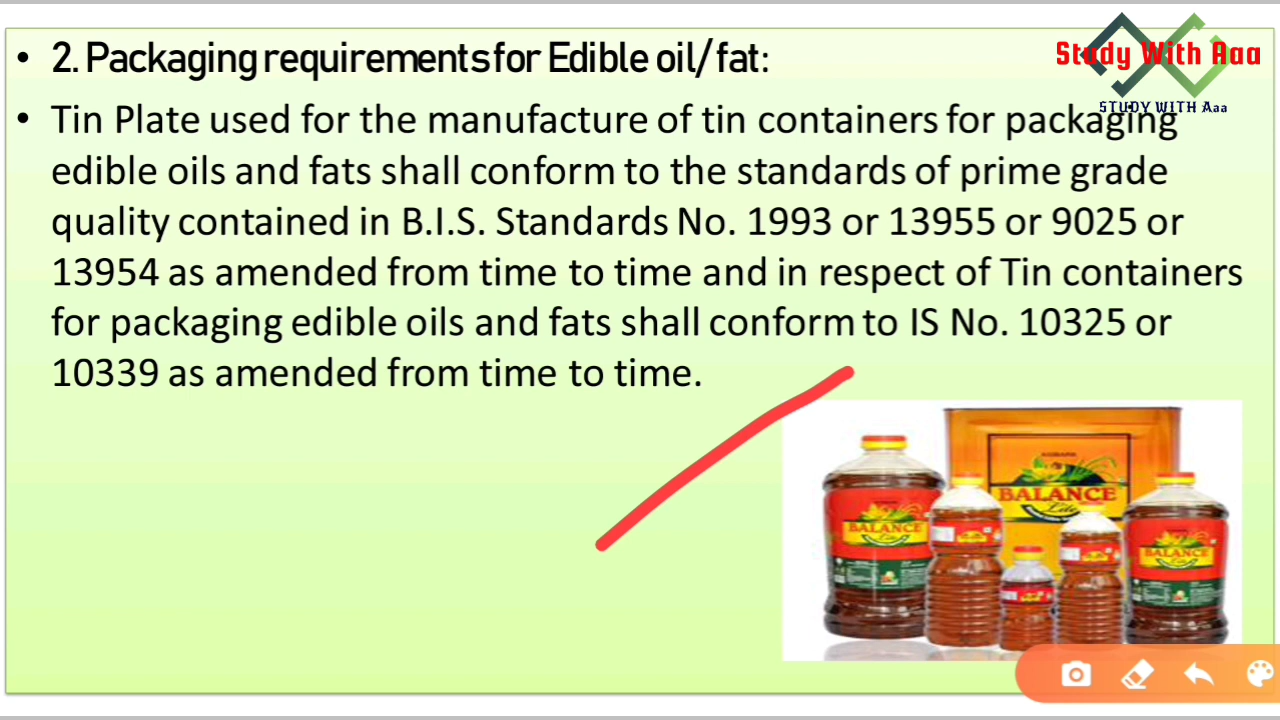 • 2. Packaging requirements for Edible oil/fat:
Study With Aaa
STUDY WITH Aaa
• Tin Plate used for the manufacture of tin containers for packaging
edible oils and fats shall conform to the standards of prime grade
quality contained in B.I.S. Standards No. 1993 or 13955 or 9025 or
13954 as amended from time to time and in respect of Tin containers
for packaging edible oils and fats shall conform to IS No. 10325 or
10339 as amended from time to time.
BALANCE
Lite
BALANCE
Lite
BALANCE
Lite